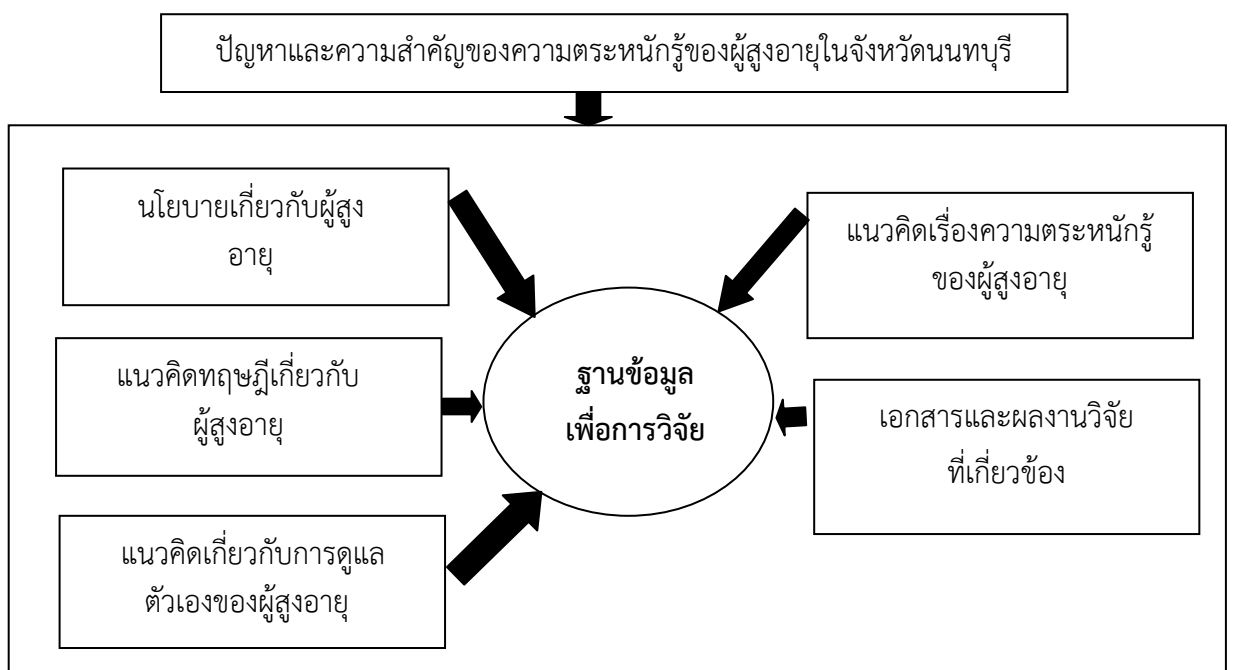 ปัญหาและความสำคัญของความตระหนักรู้ของผู้สูงอายุในจังหวัดนนทบุรี
นโยบายเกี่ยวกับผู้สูง
อายุ
แนวคิดเรื่องความตระหนักรู้
ของผู้สูงอายุ
แนวคิดทฤษฎีเกี่ยวกับ
ผู้สูงอายุ
ฐานข้อมูล
เพื่อการวิจัย
เอกสารและผลงานวิจัย
ที่เกี่ยวข้อง
แนวคิดเกี่ยวกับการดูแล
ตัวเองของผู้สูงอายุ